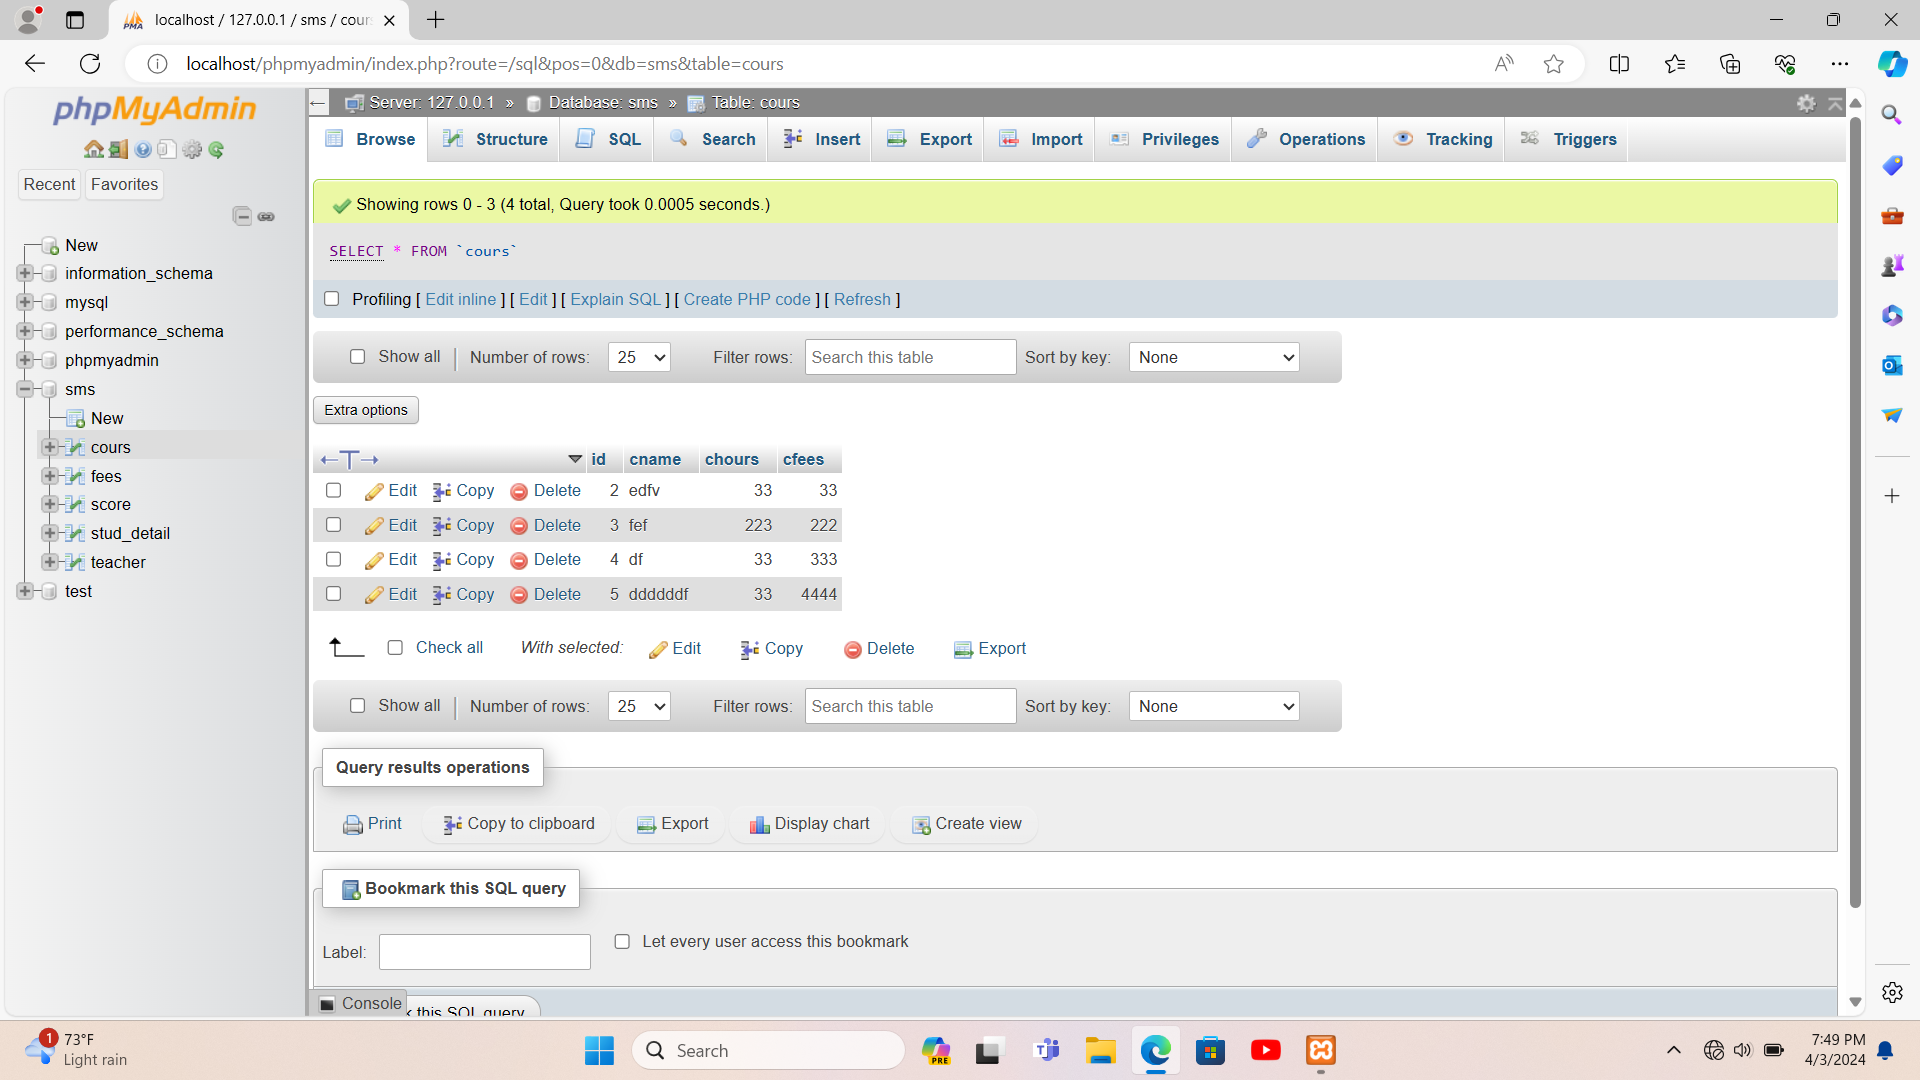 localhost / 127.0.0.1 / sms / cour
localhost/phpmyadmin/index.php?route=/sql&pos=0&db=sms&table=cours
phpMyAdmin
Recent Favorites
New
information_schema
mysql
performance_schema
phpmyadmin
sms
New
cours
fees
score
stud_detail
teacher
test
Server: 127.0.0.1 » Database: sms » Table: cours
Browse Structure SQL Search Insert Export Import Privileges Operations Tracking Triggers
Showing rows 0 - 3 (4 total, Query took 0.0005 seconds.)
SELECT * FROM `cours`
Profiling [ Edit inline ] [ Edit ] [ Explain SQL ] [ Create PHP code ] [ Refresh ]
Show all | Number of rows: 25 Filter rows: Search this table Sort by key: None
Extra options
←T→ id cname chours cfees
Edit Copy Delete 2 edfv 33 33
Edit Copy Delete 3 fef 223 222
Edit Copy Delete 4 df 33 333
Edit Copy Delete 5 ddddddf 33 4444
Check all With selected: Edit Copy Delete Export
Show all | Number of rows: 25 Filter rows: Search this table Sort by key: None
Query results operations
Print Copy to clipboard Export Display chart Create view
Bookmark this SQL query
Label: Let every user access this bookmark
Console
k this SQL query
1 73°F
Light rain
Search
PRE
7:49 PM
4/3/2024